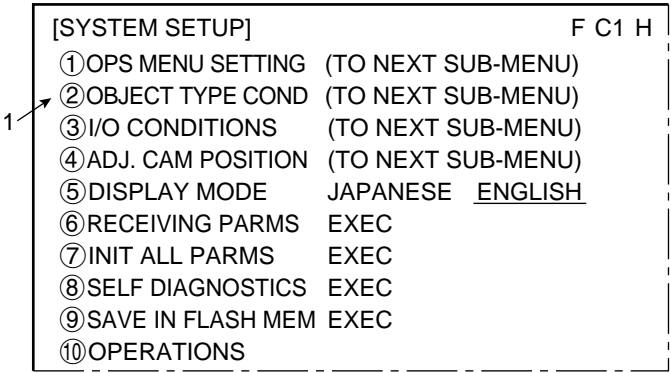 [SYSTEM SETUP] F C1 H
①OPS MENU SETTING (TO NEXT SUB-MENU)
1 ②OBJECT TYPE COND (TO NEXT SUB-MENU)
③I/O CONDITIONS (TO NEXT SUB-MENU)
④ADJ. CAM POSITION (TO NEXT SUB-MENU)
⑤DISPLAY MODE JAPANESE ENGLISH
⑥RECEIVING PARMS EXEC
⑦INIT ALL PARMS EXEC
⑧SELF DIAGNOSTICS EXEC
⑨SAVE IN FLASH MEM EXEC
⑩OPERATIONS